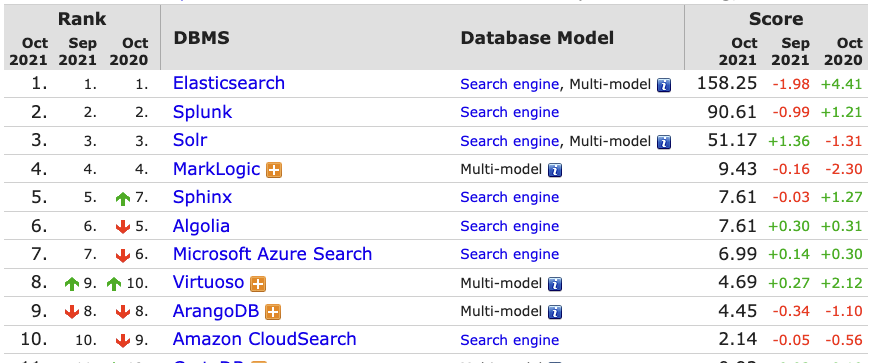 Rank Score
Oct 2021 Sep 2021 Oct 2020 DBMS Database Model Oct 2021 Sep 2021 Oct 2020
1. 1. 1. Elasticsearch Search engine, Multi-model i 158.25 -1.98 +4.41
2. 2. 2. Splunk Search engine 90.61 -0.99 +1.21
3. 3. 3. Solr Search engine, Multi-model i 51.17 +1.36 -1.31
4. 4. 4. MarkLogic Multi-model i 9.43 -0.16 -2.30
5. 5. 7. Sphinx Search engine 7.61 -0.03 +1.27
6. 6. 5. Algolia Search engine 7.61 +0.30 +0.31
7. 7. 6. Microsoft Azure Search Search engine 6.99 +0.14 +0.30
8. 9. 10. Virtuoso Multi-model i 4.69 +0.27 +2.12
9. 8. 8. ArangoDB Multi-model i 4.45 -0.34 -1.10
10. 10. 9. Amazon CloudSearch Search engine 2.14 -0.05 -0.56